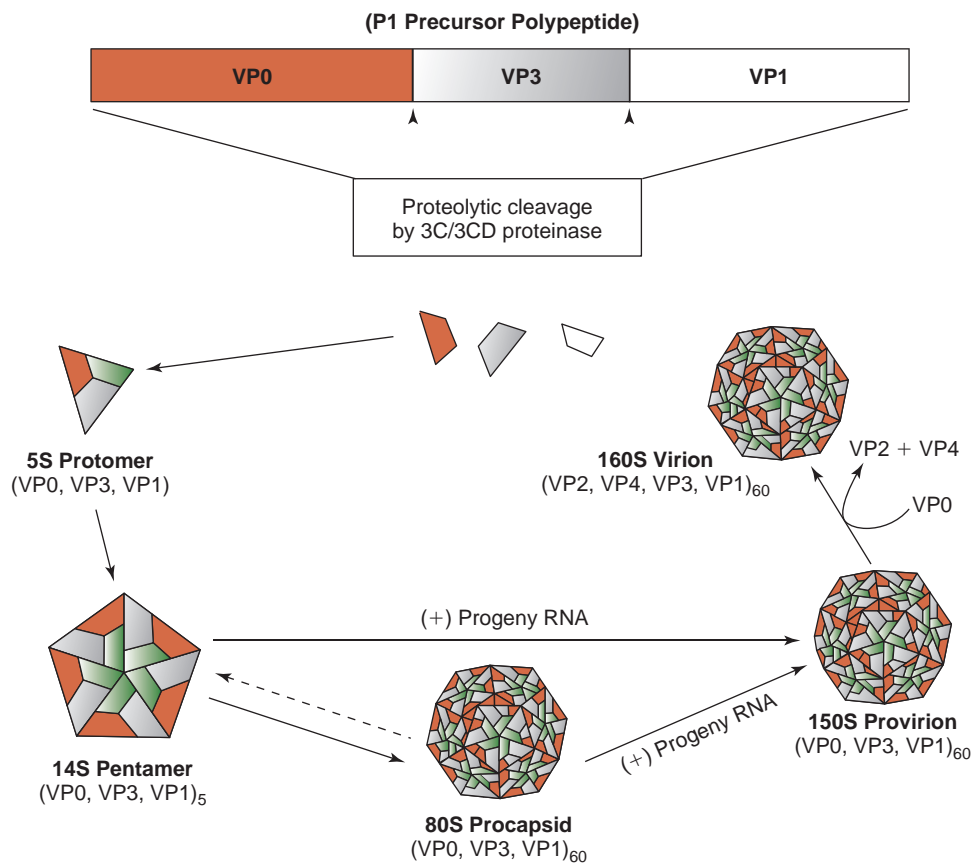 (P1 Precursor Polypeptide)
VP0 VP3 VP1
Proteolytic cleavage
by 3C/3CD proteinase
5S Protomer
(VP0, VP3, VP1)
160S Virion
(VP2, VP4, VP3, VP1)60
VP2 + VP4
VP0
(+) Progeny RNA
14S Pentamer
(VP0, VP3, VP1)5
80S Procapsid
(VP0, VP3, VP1)60
(+) Progeny RNA
150S Provirion
(VP0, VP3, VP1)60